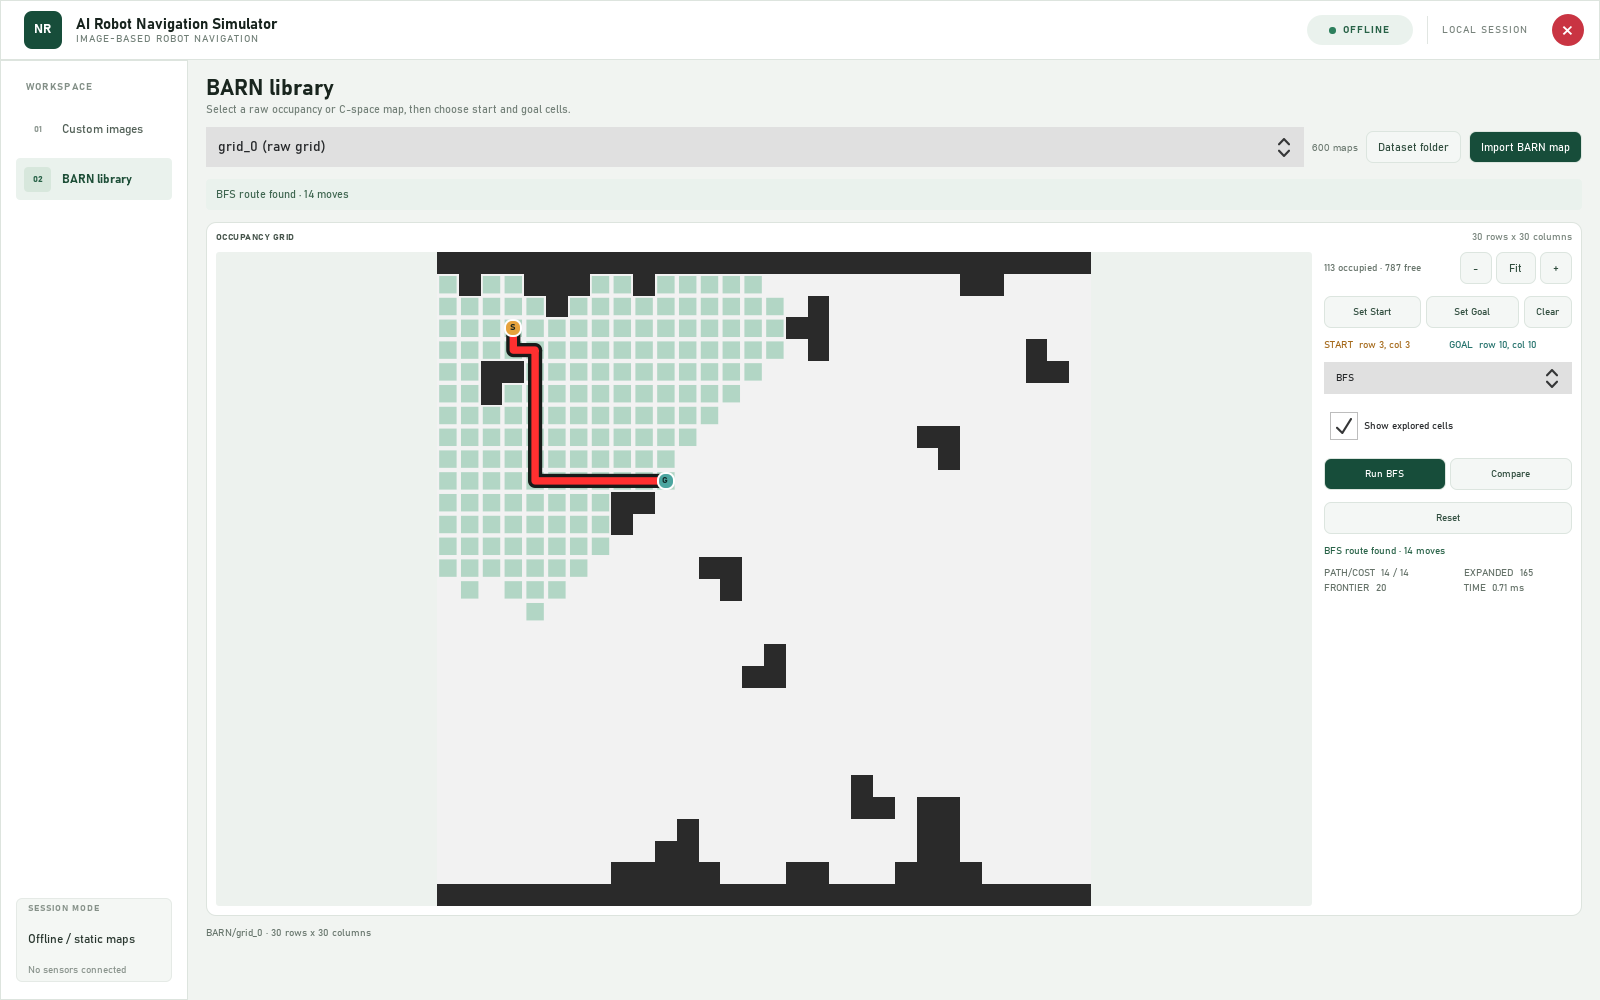 NR
AI Robot Navigation Simulator
IMAGE-BASED ROBOT NAVIGATION
OFFLINE
LOCAL SESSION
WORKSPACE
01 Custom images
02 BARN library
SESSION MODE
Offline / static maps
No sensors connected
BARN library
Select a raw occupancy or C-space map, then choose start and goal cells.
grid_0 (raw grid)
600 maps
Dataset folder
Import BARN map
BFS route found · 14 moves
OCCUPANCY GRID
30 rows x 30 columns
S
G
113 occupied · 787 free
-
Fit
+
Set Start
Set Goal
Clear
START row 3, col 3
GOAL row 10, col 10
BFS
Show explored cells
Run BFS
Compare
Reset
BFS route found · 14 moves
PATH/COST 14 / 14
EXPANDED 165
FRONTIER 20
TIME 0.71 ms
BARN/grid_0 · 30 rows x 30 columns